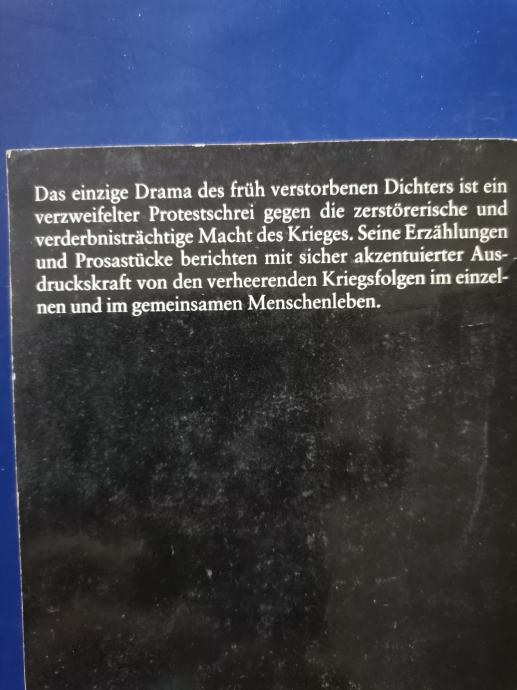 Das einzige Drama des früh verstorbenen Dichters ist ein
verzweifelter Protestschrei gegen die zerstörerische und
verderbnisträchtige Macht des Krieges. Seine Erzählungen
und Prosastücke berichten mit sicher akzentuierter Aus-
druckskraft von den verheerenden Kriegsfolgen im einzel-
nen und im gemeinsamen Menschenleben.